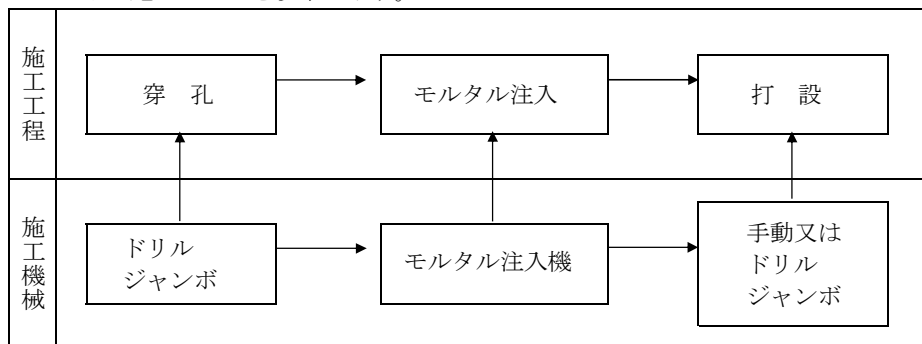 施工工程
穿 孔
モルタル注入
打 設
施工機械
ドリル
ジャンボ
モルタル注入機
手動又は
ドリル
ジャンボ